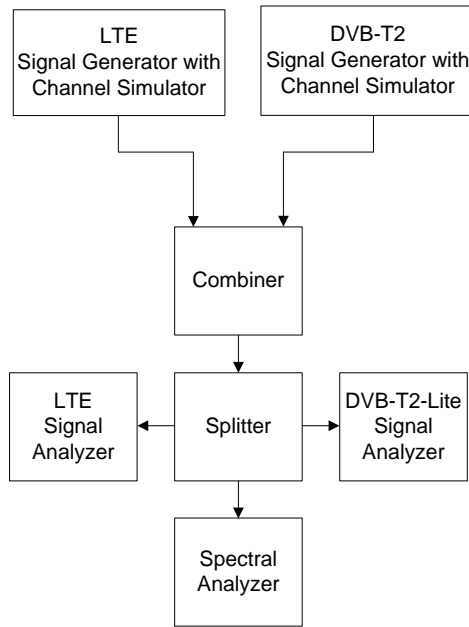 LTE
Signal Generator with
Channel Simulator
DVB-T2
Signal Generator with
Channel Simulator
Combiner
LTE
Signal
Analyzer
Splitter
DVB-T2-Lite
Signal
Analyzer
Spectral
Analyzer